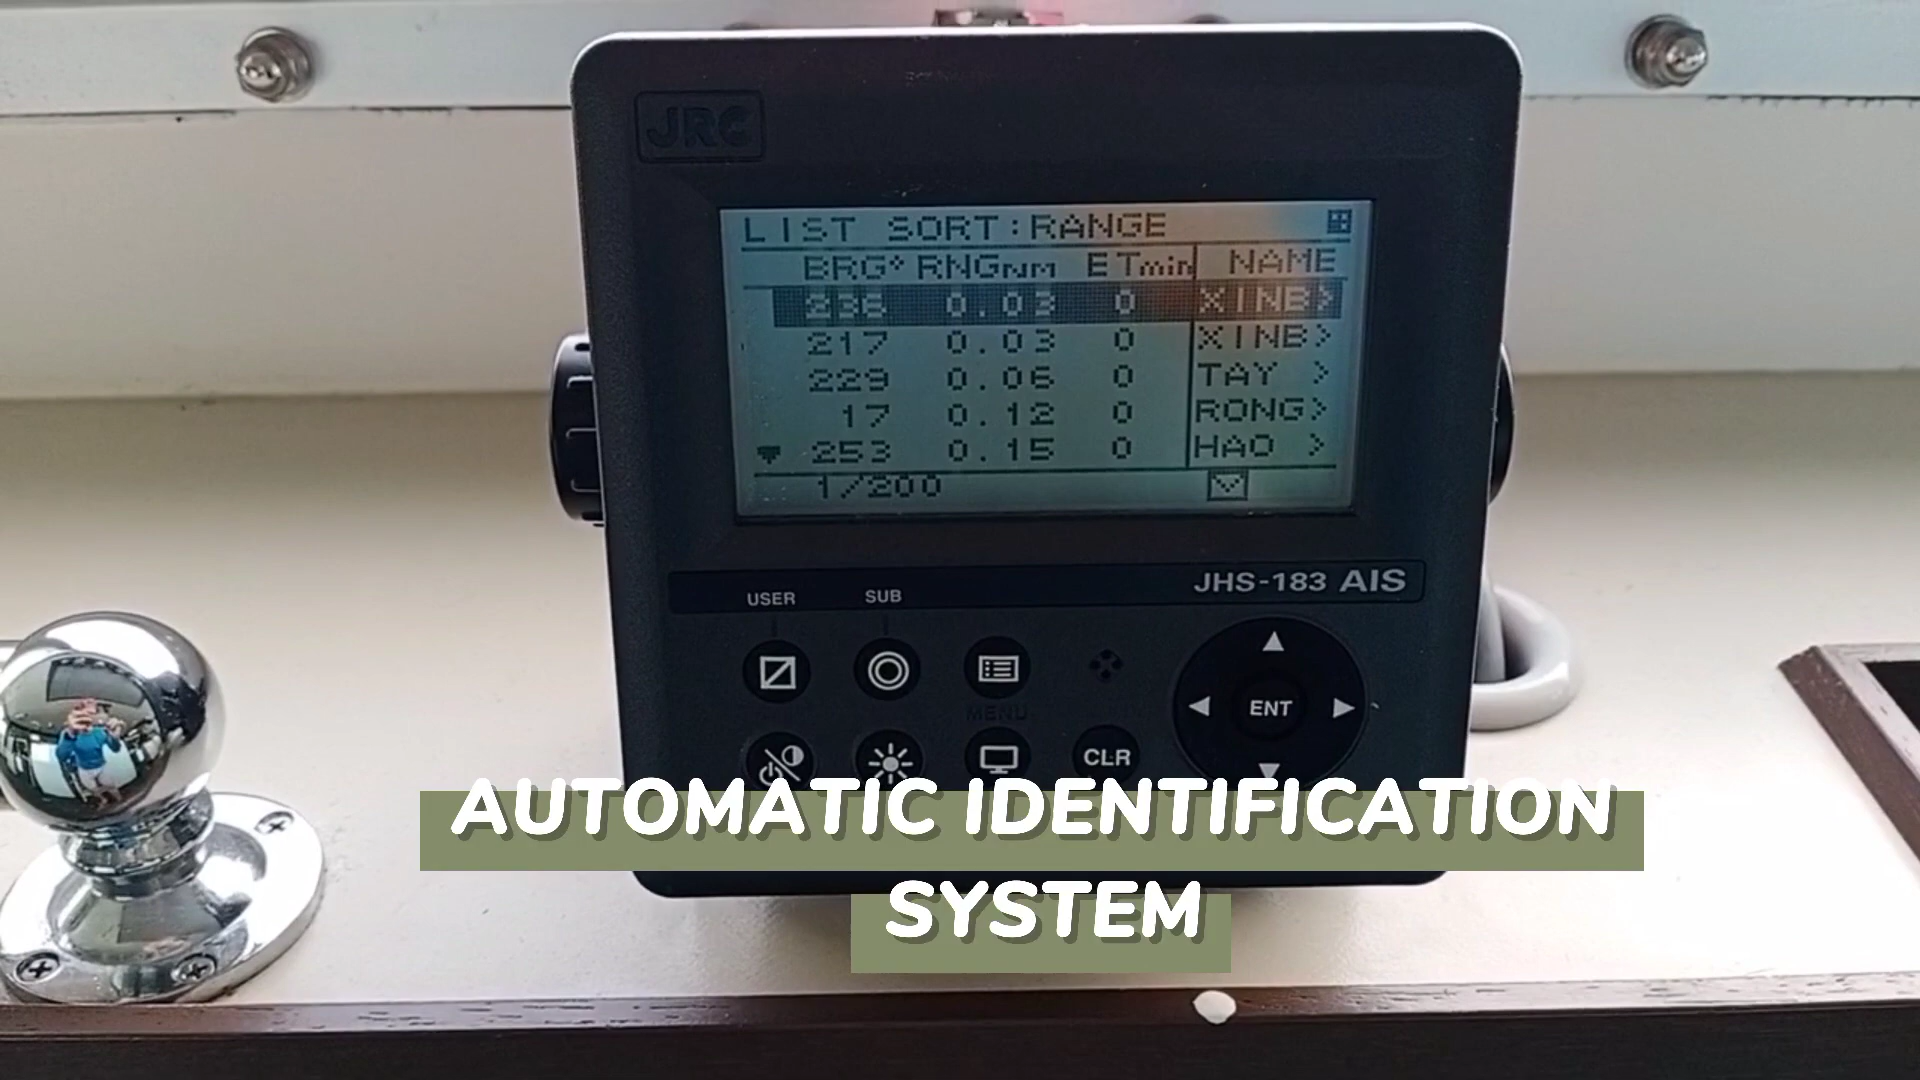 JRC
LIST SORT:RANGE
BRG° RNGNM ETmin NAME
236 0.03 0 XINB>
217 0.03 0 XINB>
229 0.06 0 TAY >
17 0.12 0 RONG>
253 0.15 0 HAO >
1/200
JHS-183 AIS
USER SUB
MENU
ENT
CLR
AUTOMATIC IDENTIFICATION
SYSTEM